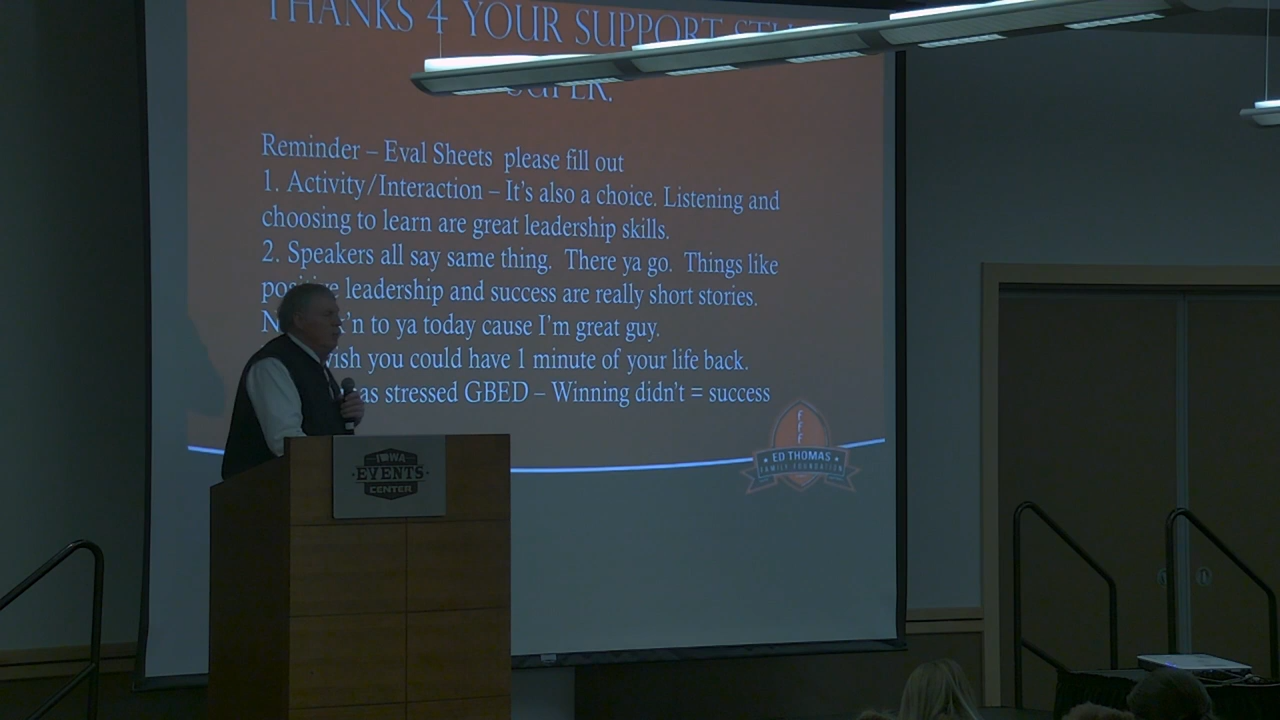 THANKS 4 YOUR SUPPORT
Reminder – Eval Sheets please fill out
1. Activity/Interaction – It's also a choice. Listening and
choosing to learn are great leadership skills.
2. Speakers all say same thing. There ya go. Things like
positive leadership and success are really short stories.
'n to ya today cause I'm great guy.
you could have 1 minute of your life back.
stressed GBED – Winning didn't = success
FFF
ED THOMAS
FAMILY FOUNDATION
IOWA
EVENTS
CENTER